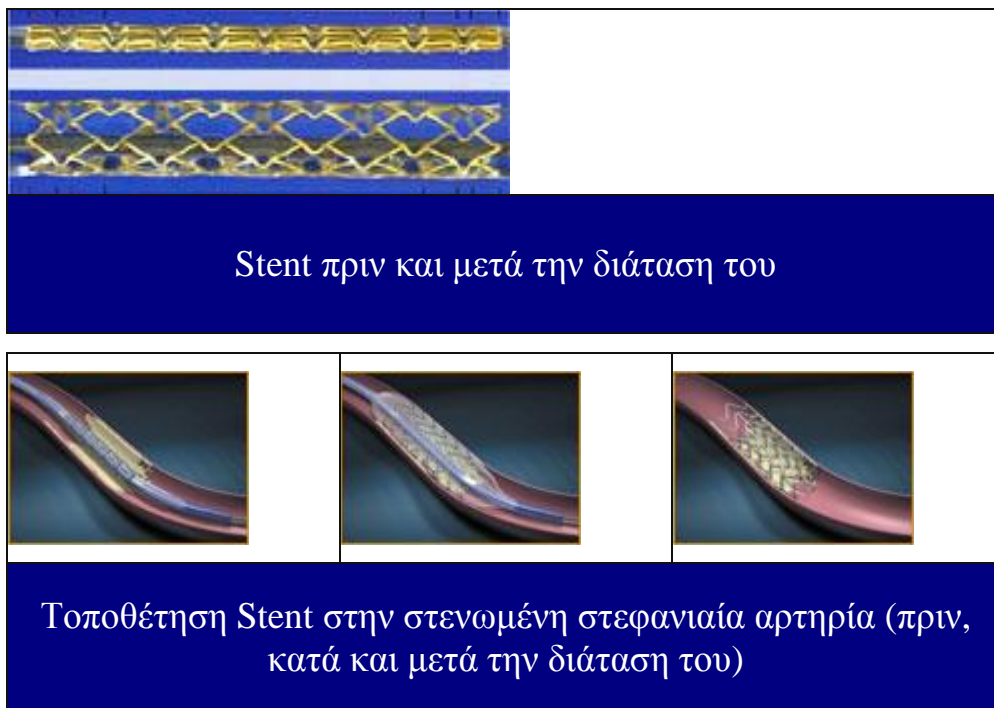 Stent πριν και μετά την διάταση του
Τοποθέτηση Stent στην στενωμένη στεφανιαία αρτηρία (πριν,
κατά και μετά την διάταση του)